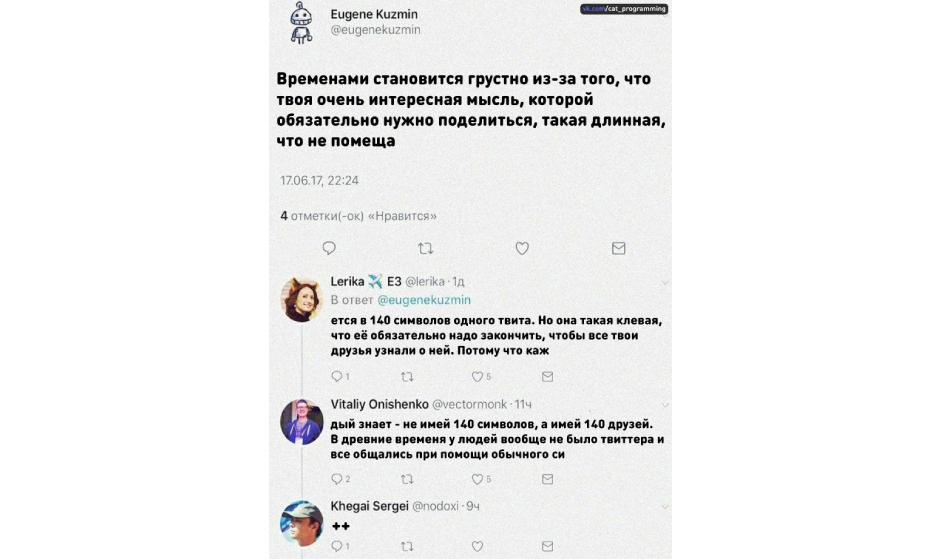 Eugene Kuzmin
vk.com/cat_programming
@eugenekuzmin
Временами становится грустно из-за того, что
твоя очень интересная мысль, которой
обязательно нужно поделиться, такая длинная,
что не помеща
17.06.17, 22:24
4 отметки(-ок) «Нравится»
Lerika ✈️ E3 @lerika · 1д
В ответ @eugenekuzmin
ется в 140 символов одного твита. Но она такая клевая,
что её обязательно надо закончить, чтобы все твои
друзья узнали о ней. Потому что каж
1 5
Vitaliy Onishenko @vectormonk · 11ч
дый знает - не имей 140 символов, а имей 140 друзей.
В древние временя у людей вообще не было твиттера и
все общались при помощи обычного си
2 5
Khegai Sergei @nodoxi · 9ч
++
1